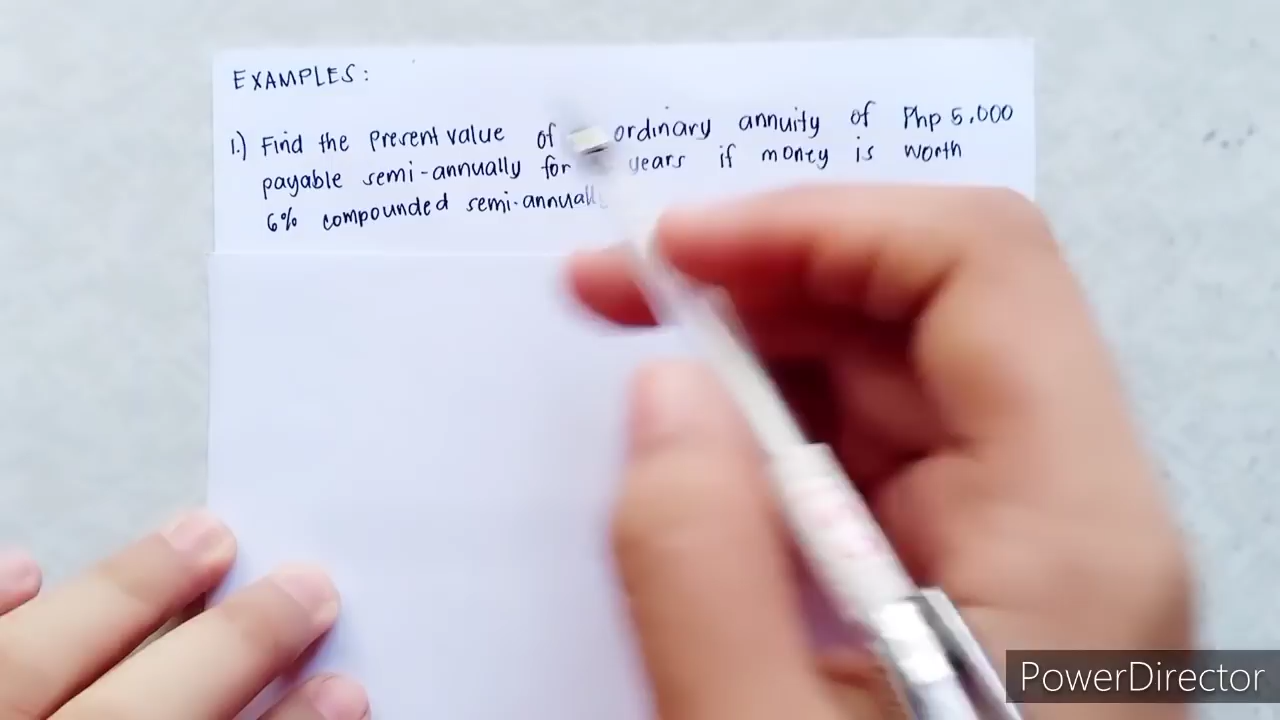 EXAMPLES:
1.) Find the present value of ordinary annuity of Php 5,000
payable semi-annually for years if money is worth
6% compounded semi-annually
PowerDirector